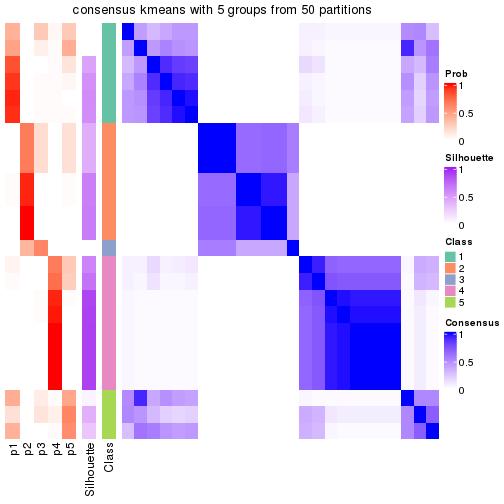 consensus kmeans with 5 groups from 50 partitions
Prob
1
0.5
0
Silhouette
1
0.5
0
Class
1
2
3
4
5
Consensus
1
0.5
0
p1
p2
p3
p4
p5
Silhouette
Class